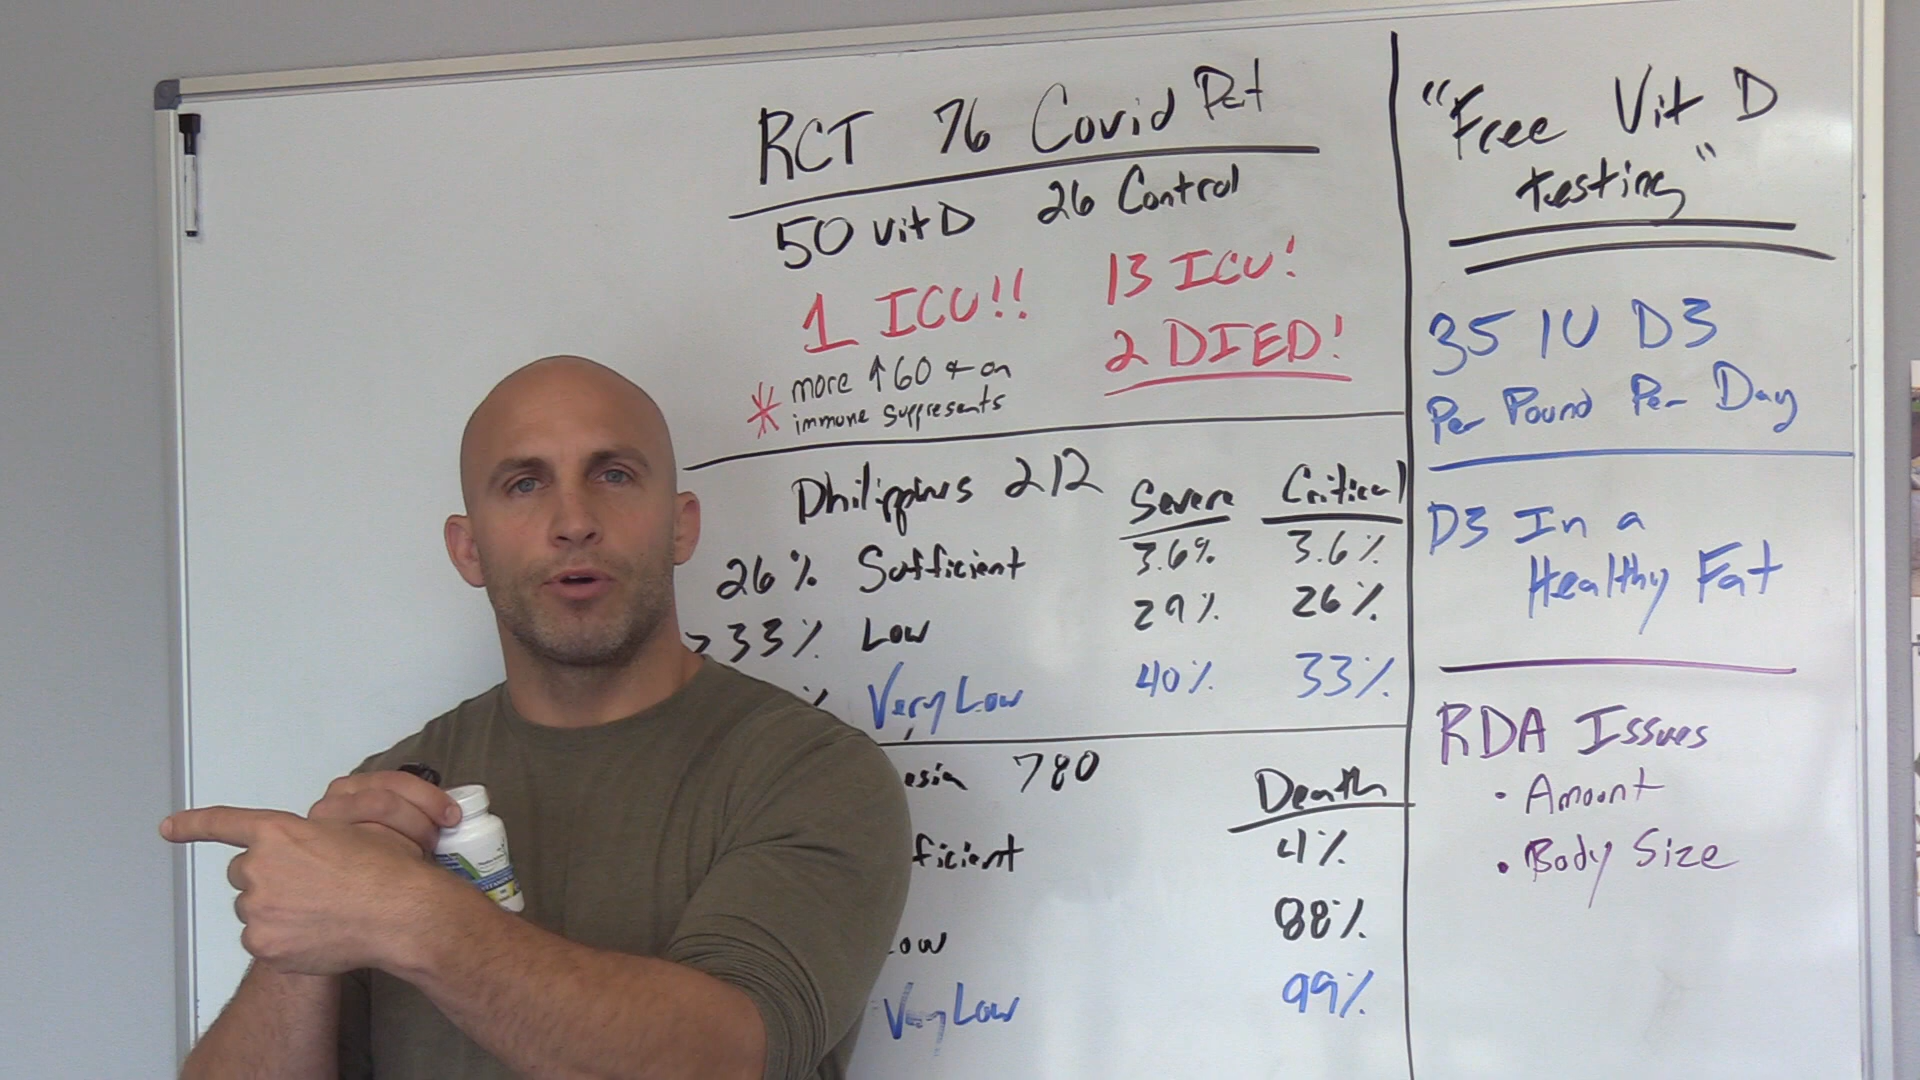 RCT 76 Covid Pat
50 vit D 26 Control
1 ICU!! 13 ICU!
2 DIED!
* more ↑60 + on
immune suppresents
Philippines 212 Severe Critical
26% Sufficient 3.6% 3.6%
33% Low 29% 26%
% Very Low 40% 33%
esia 780 Death
ficient 4%
ow 88%
Very Low 99%
"Free Vit D
testing"
35 IU D3
Per Pound Per Day
D3 In a
Healthy Fat
RDA Issues
• Amount
• Body Size